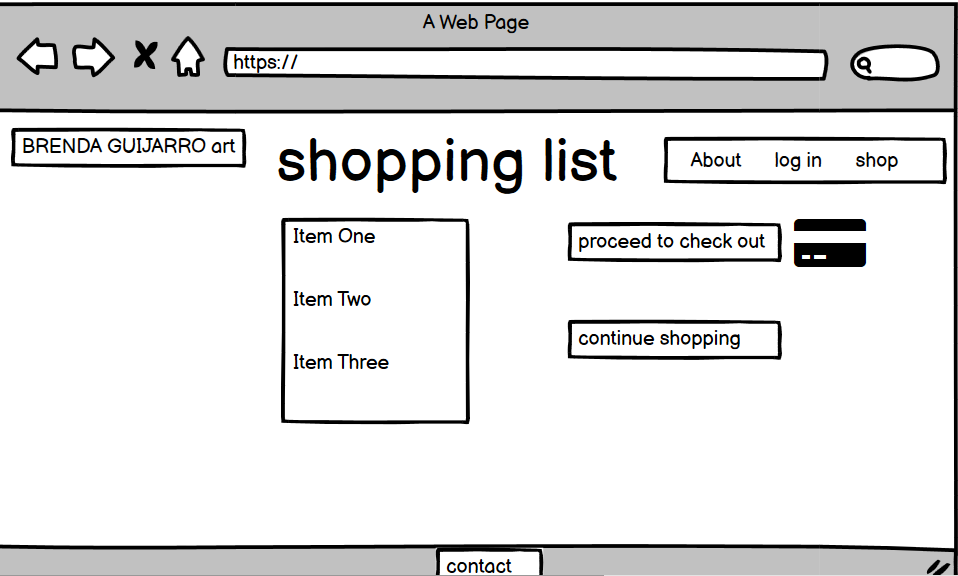 A Web Page
https://
BRENDA GUIJARRO art
shopping list
About log in shop
Item One
Item Two
Item Three
proceed to check out
continue shopping
contact